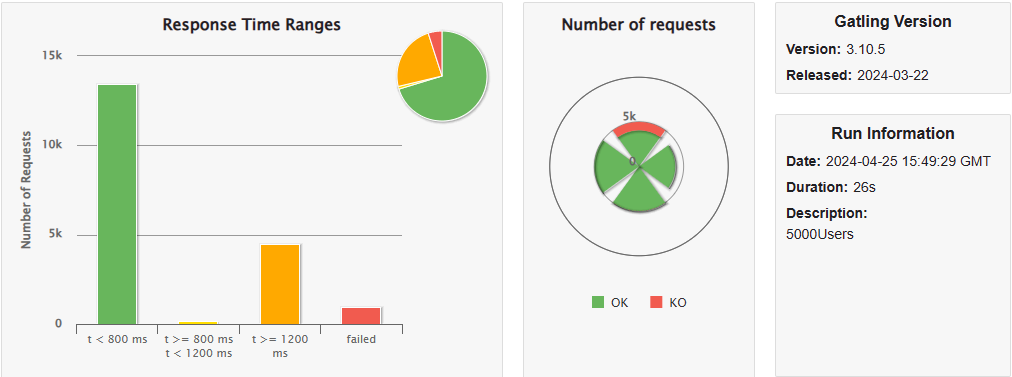 Response Time Ranges
15k
10k
5k
0
Number of Requests
t < 800 ms
t >= 800 ms
t < 1200 ms
t >= 1200
ms
failed
Number of requests
5k
0
OK
KO
Gatling Version
Version: 3.10.5
Released: 2024-03-22
Run Information
Date: 2024-04-25 15:49:29 GMT
Duration: 26s
Description:
5000Users